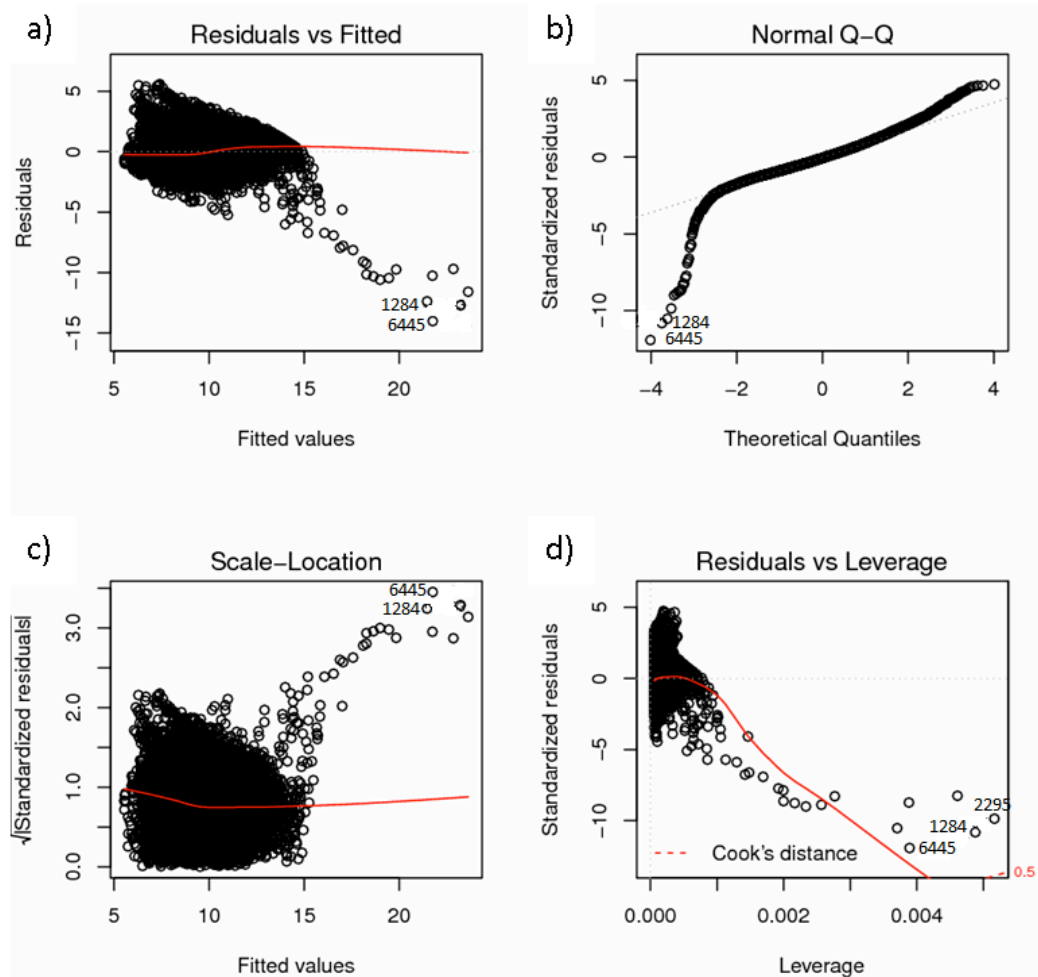 a)
Residuals vs Fitted
Residuals
5
0
−5
−10
−15
1284
6445
5
10
15
20
Fitted values
b)
Normal Q−Q
Standardized residuals
5
0
−5
−10
1284
6445
−4
−2
0
2
4
Theoretical Quantiles
c)
Scale−Location
√|Standardized residuals|
3.0
2.0
1.0
0.0
6445
1284
5
10
15
20
Fitted values
d)
Residuals vs Leverage
Standardized residuals
5
0
−5
−10
2295
1284
6445
Cook's distance
0.5
0.000
0.002
0.004
Leverage